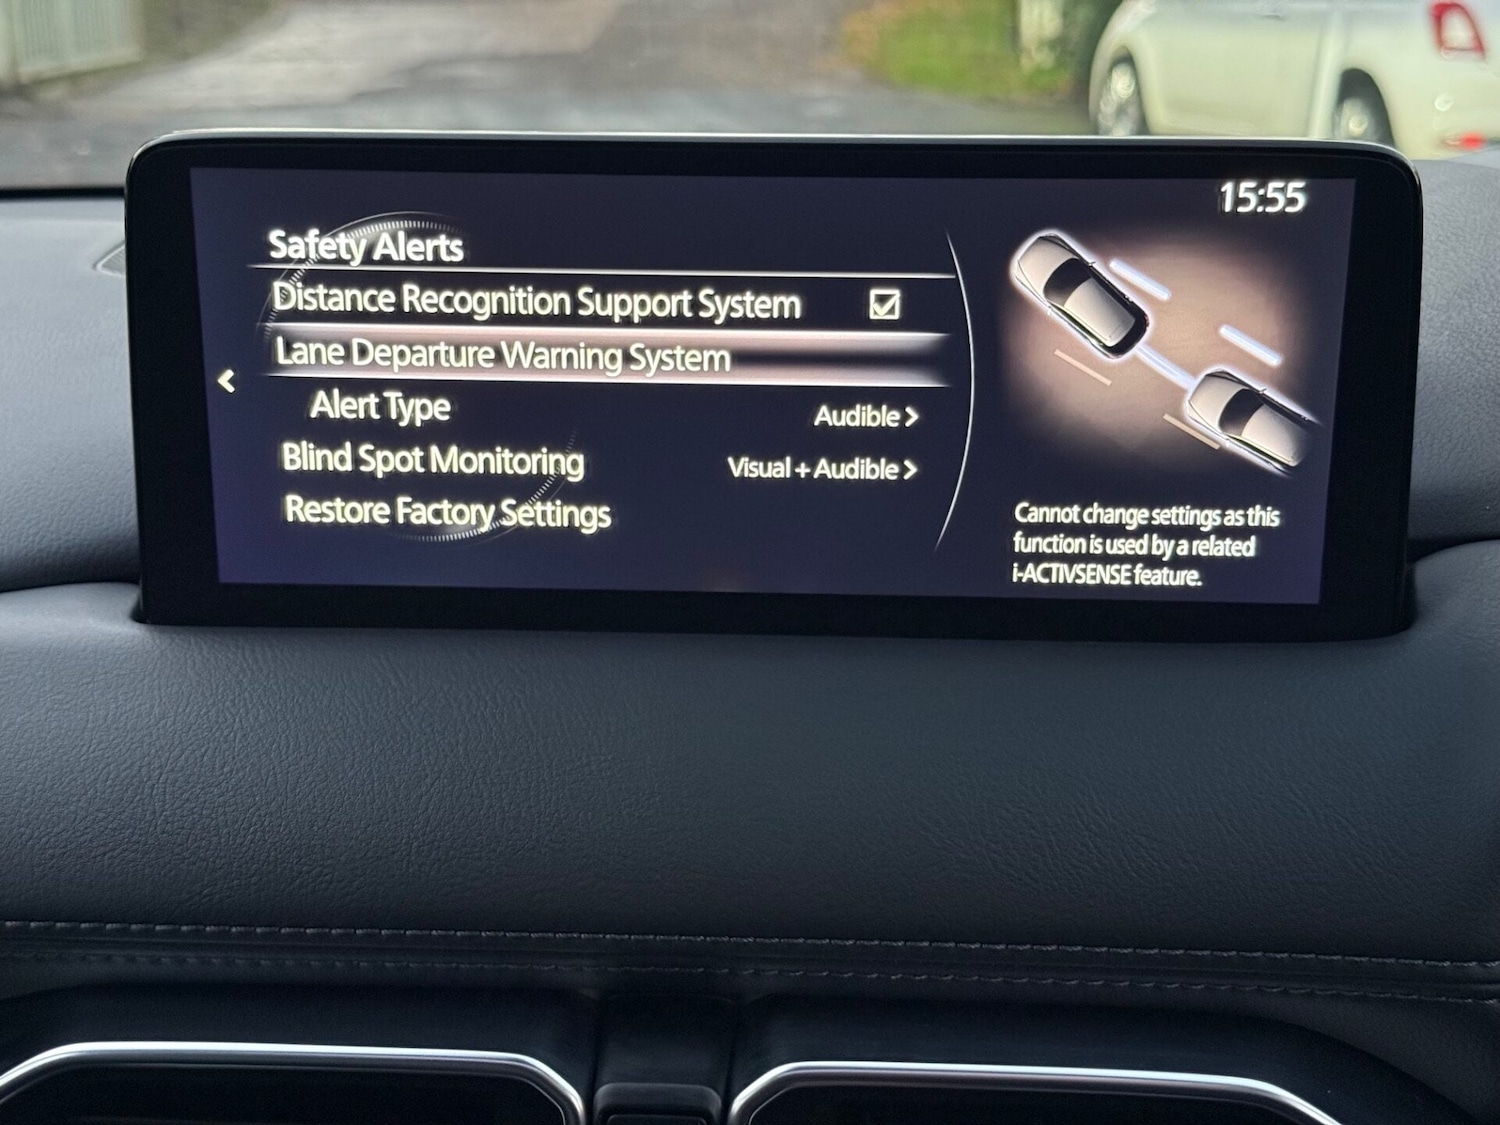 15:55
Safety Alerts
Distance Recognition Support System
Lane Departure Warning System
Alert Type Audible >
Blind Spot Monitoring Visual + Audible >
Restore Factory Settings
Cannot change settings as this
function is used by a related
i-ACTIVSENSE feature.